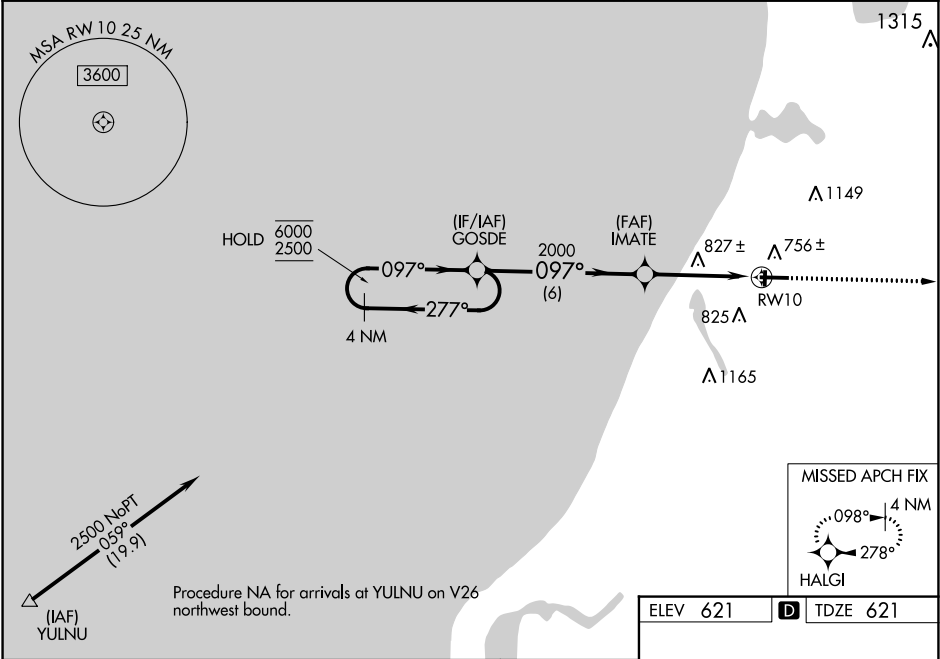 MSA RW 10 25 NM
3600
1315
1149
HOLD
6000
2500
(IF/IAF)
GOSDE
(FAF)
IMATE
2000
097°
(6)
097°
277°
4 NM
827 ±
756 ±
RW10
825
1165
2500 NoPT
059°
(19.9)
(IAF)
YULNU
Procedure NA for arrivals at YULNU on V26
northwest bound.
MISSED APCH FIX
4 NM
098°
278°
HALGI
ELEV 621
D
TDZE 621